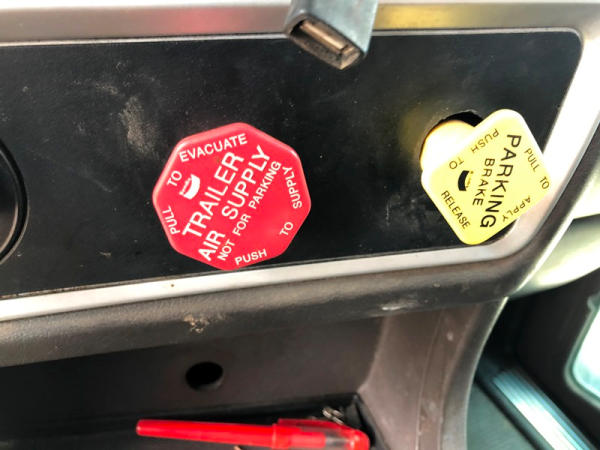 PULL TO EVACUATE
TRAILER
AIR SUPPLY
NOT FOR PARKING
PUSH TO SUPPLY
PULL TO APPLY
PARKING
BRAKE
PUSH TO RELEASE